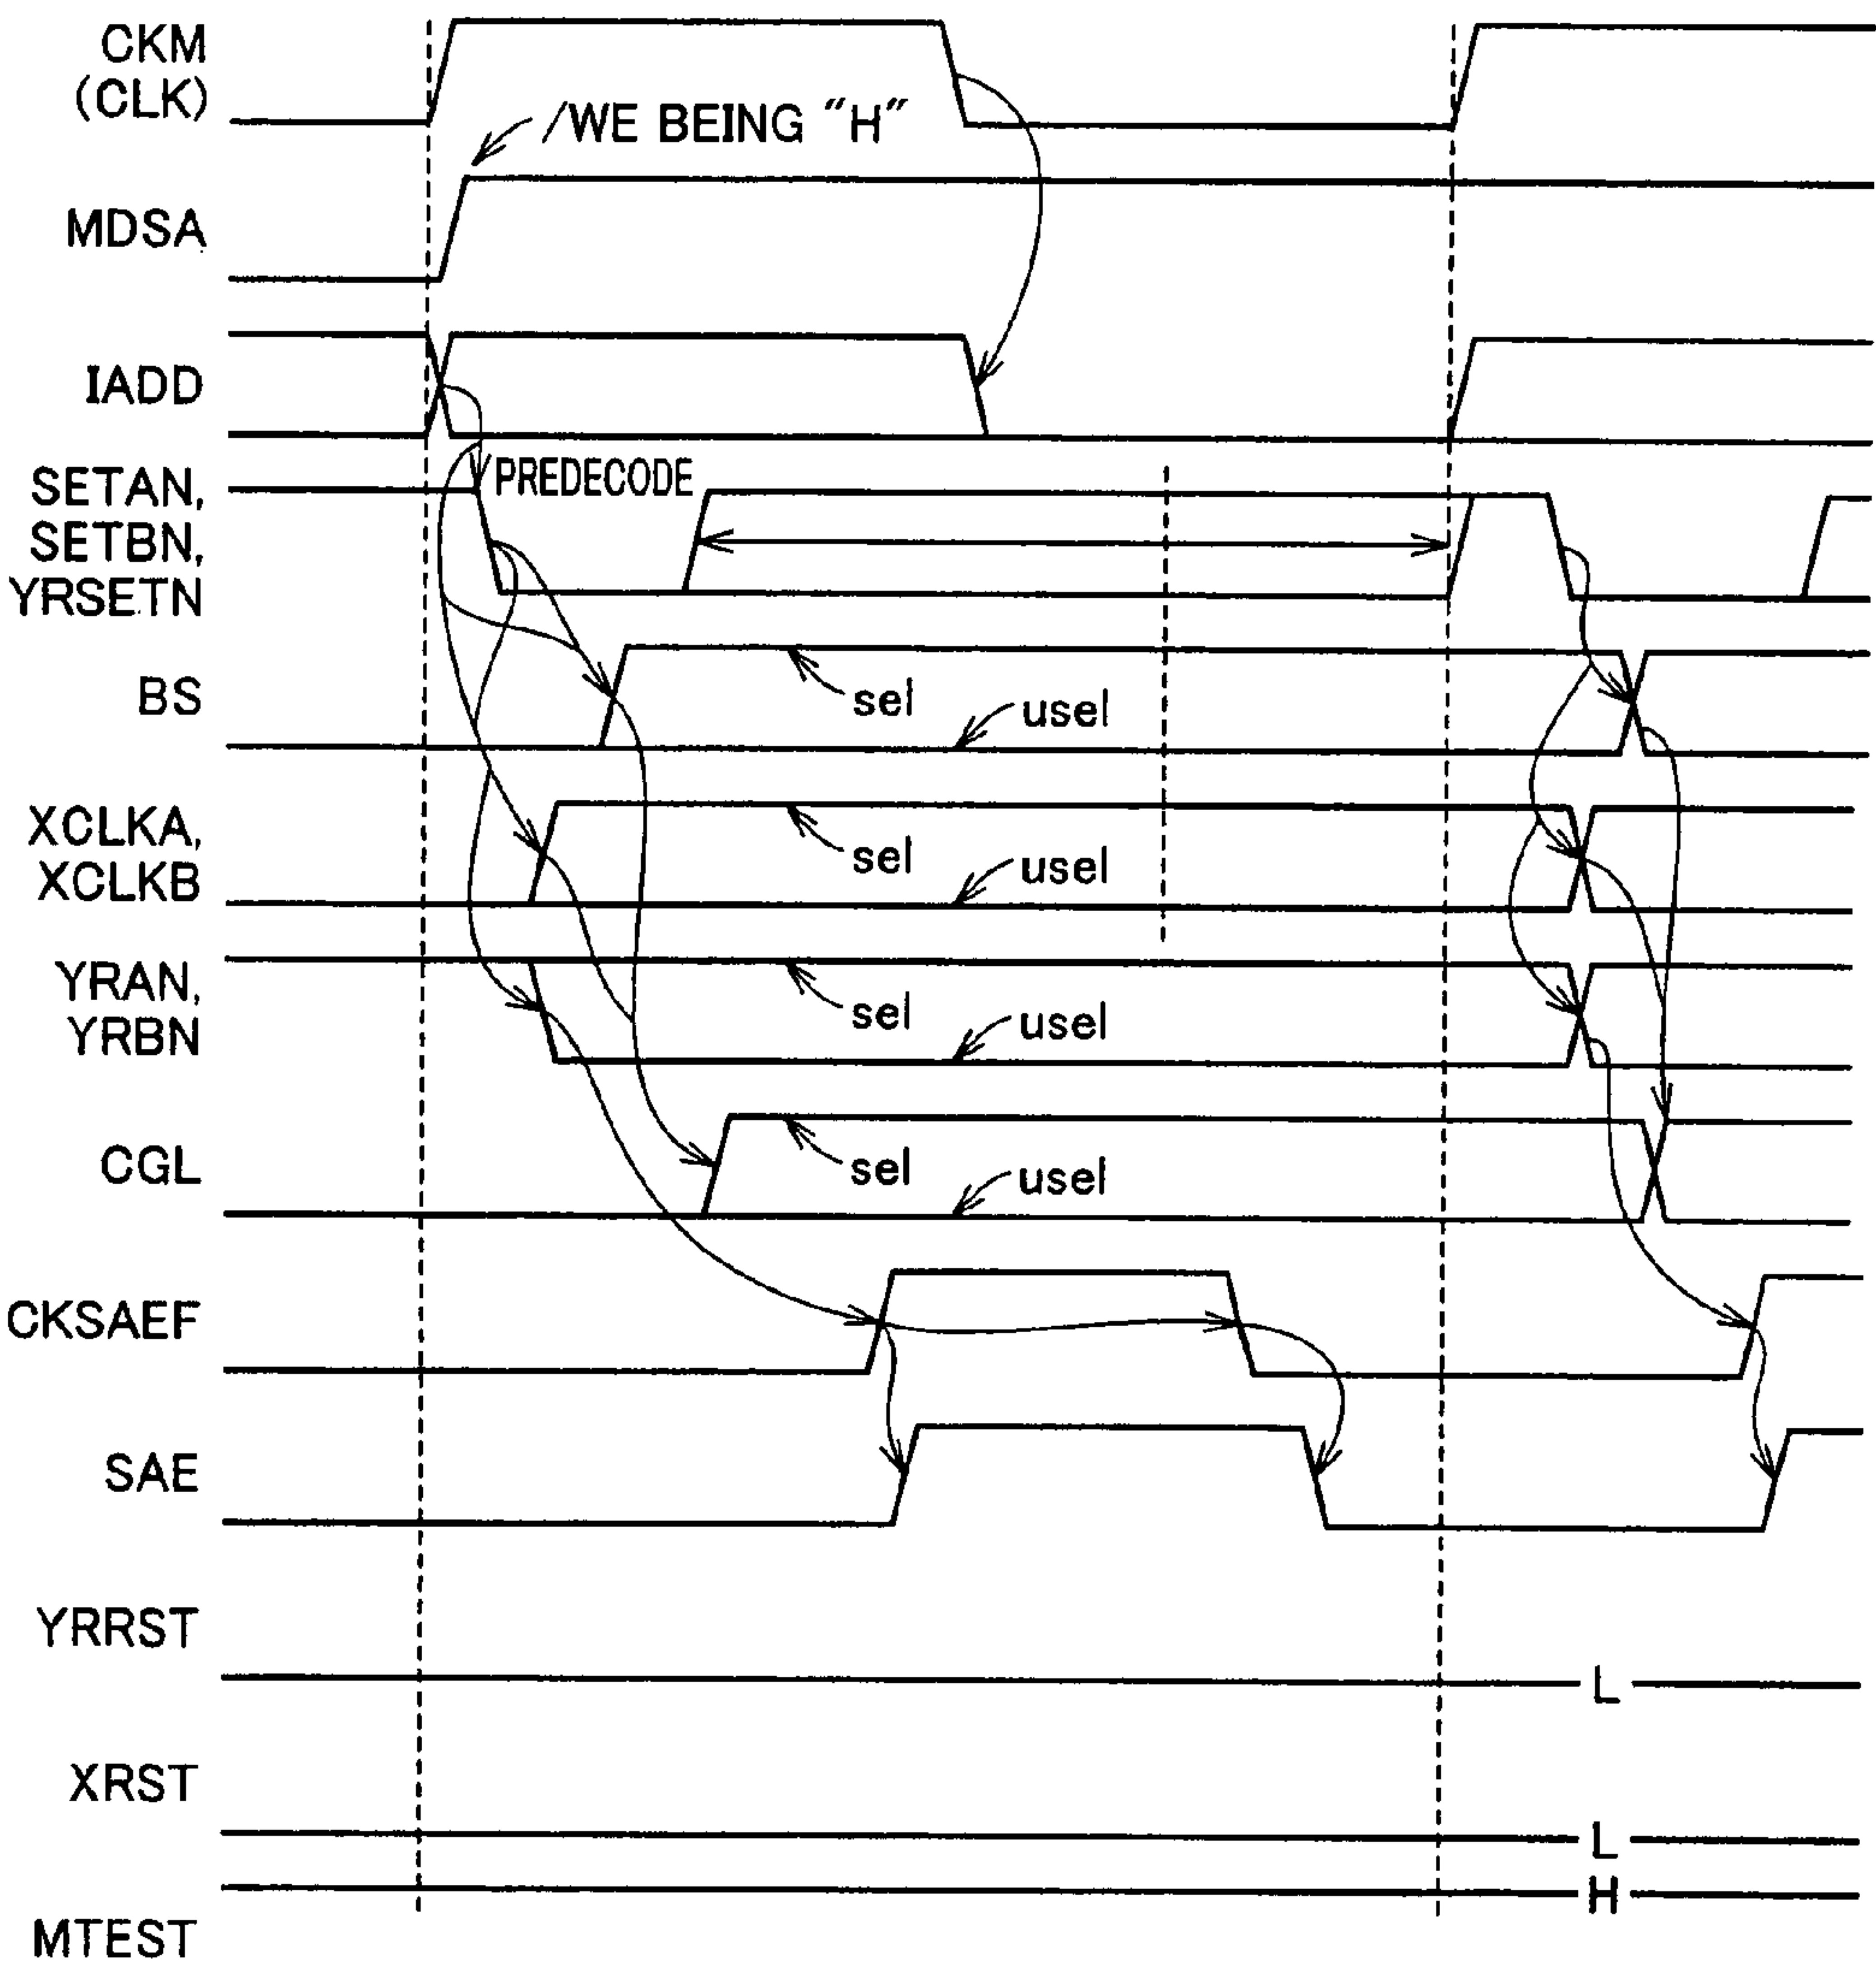 CKM
(CLK)
/WE BEING "H"
MDSA
IADD
SETAN,
SETBN,
YRSETN
PREDECODE
BS
sel
usel
XCLKA,
XCLKB
sel
usel
YRAN,
YRBN
sel
usel
CGL
sel
usel
CKSAEF
SAE
YRRST
L
XRST
L
H
MTEST